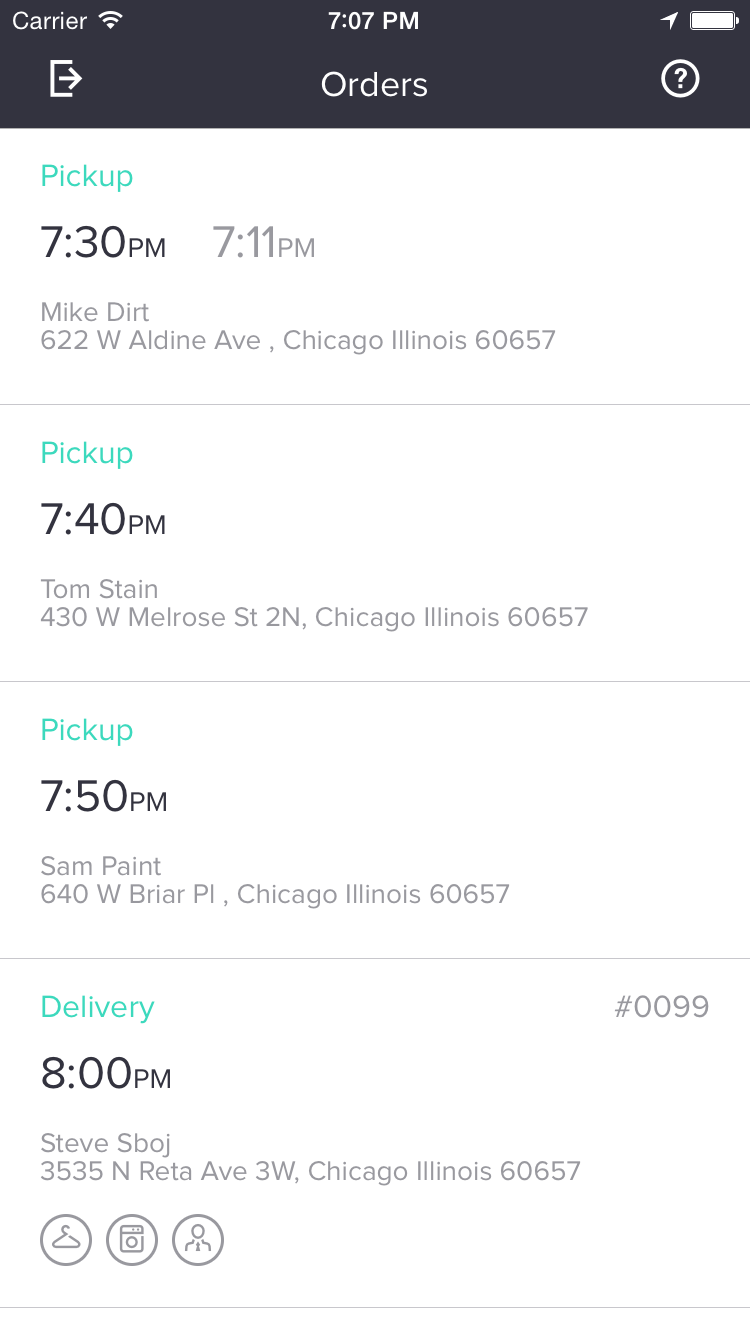 Carrier 7:07 PM
Orders
Pickup
7:30PM 7:11PM
Mike Dirt
622 W Aldine Ave , Chicago Illinois 60657
Pickup
7:40PM
Tom Stain
430 W Melrose St 2N, Chicago Illinois 60657
Pickup
7:50PM
Sam Paint
640 W Briar Pl , Chicago Illinois 60657
Delivery #0099
8:00PM
Steve Sboj
3535 N Reta Ave 3W, Chicago Illinois 60657